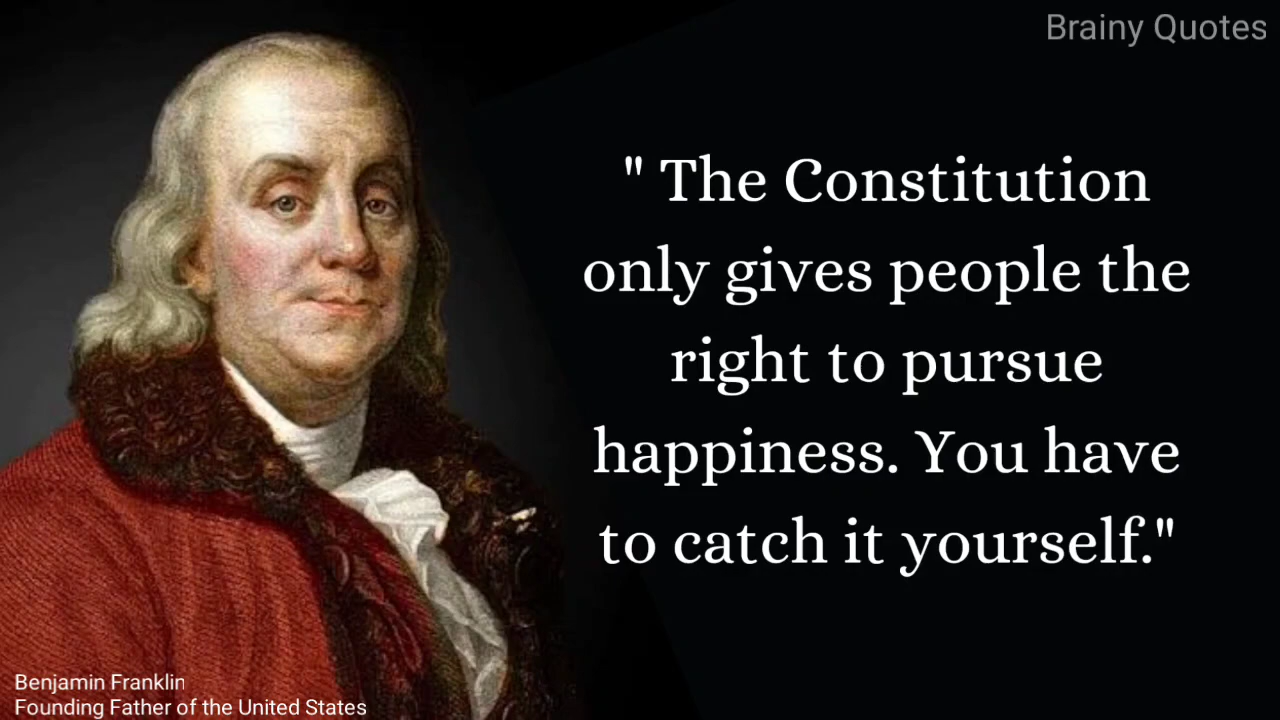 Brainy Quotes
" The Constitution
only gives people the
right to pursue
happiness. You have
to catch it yourself."
Benjamin Franklin
Founding Father of the United States